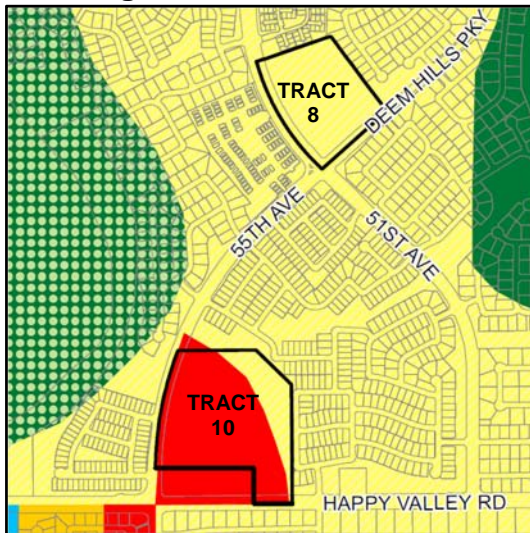 TRACT
8
DEEM HILLS PKY
55TH AVE
51ST AVE
TRACT
10
HAPPY VALLEY RD